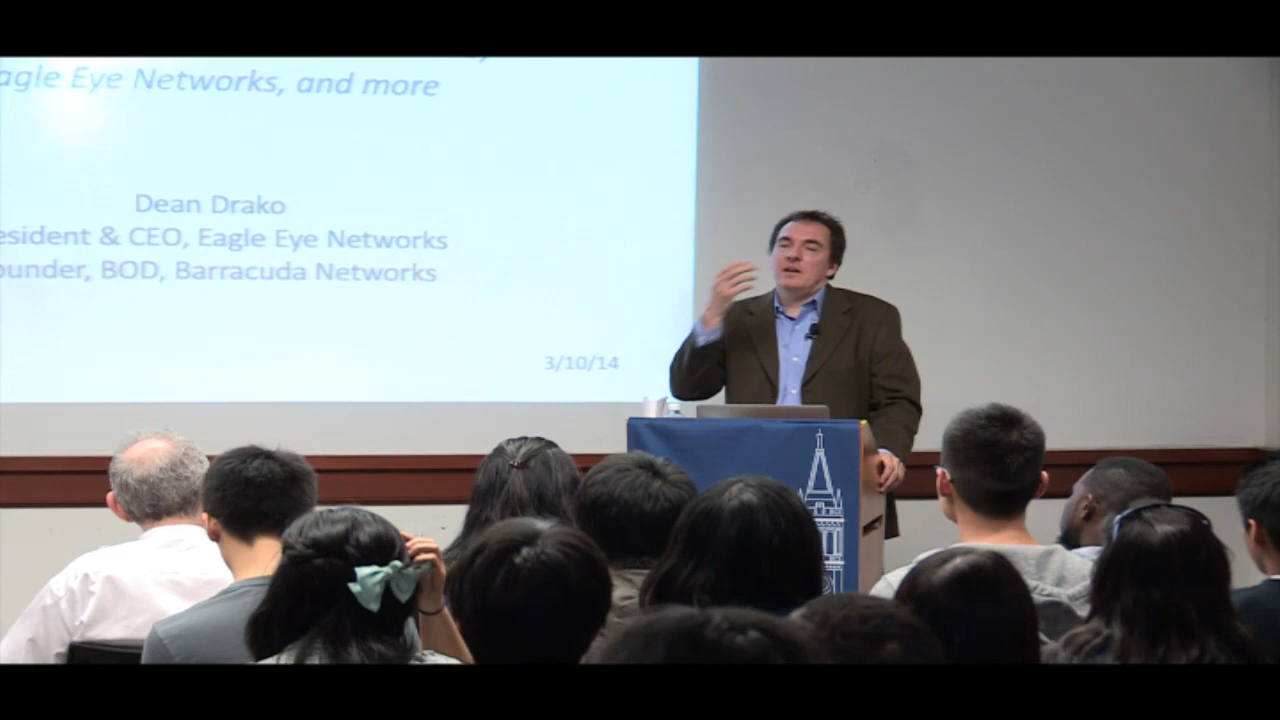 agle Eye Networks, and more
Dean Drako
esident & CEO, Eagle Eye Networks
ounder, BOD, Barracuda Networks
3/10/14